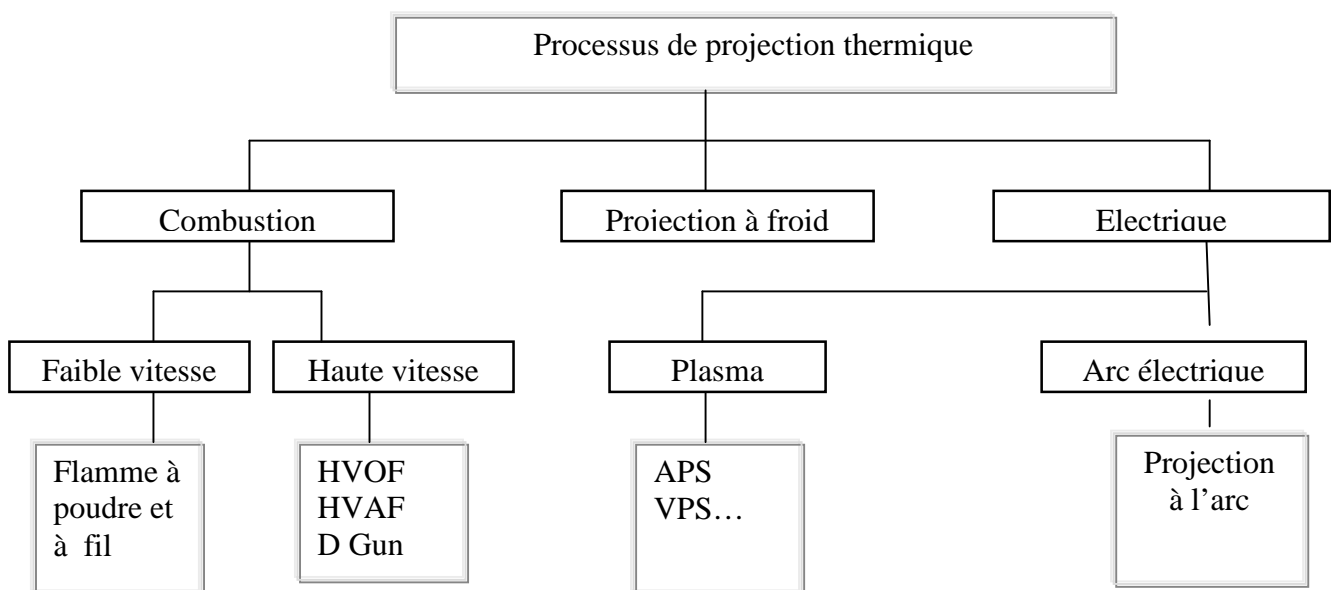 Processus de projection thermique
Combustion
Projection à froid
Electrique
Faible vitesse
Haute vitesse
Plasma
Arc électrique
Flamme à
poudre et
à fil
HVOF
HVAF
D Gun
APS
VPS…
Projection
à l’arc